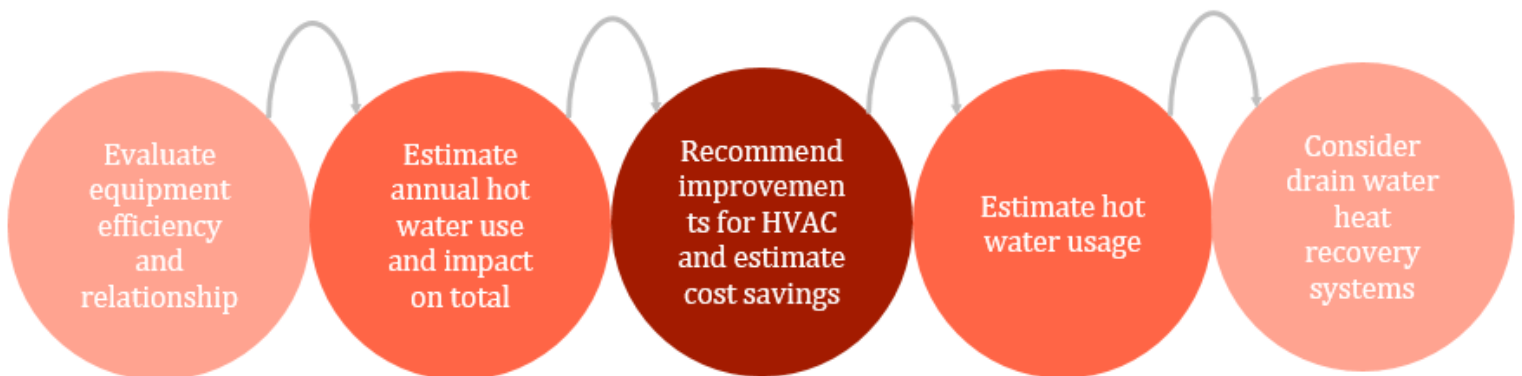 Evaluate
equipment
efficiency
and
relationship
Estimate
annual hot
water use
and impact
on total
Recommend
improvemen
ts for HVAC
and estimate
cost savings
Estimate hot
water usage
Consider
drain water
heat
recovery
systems